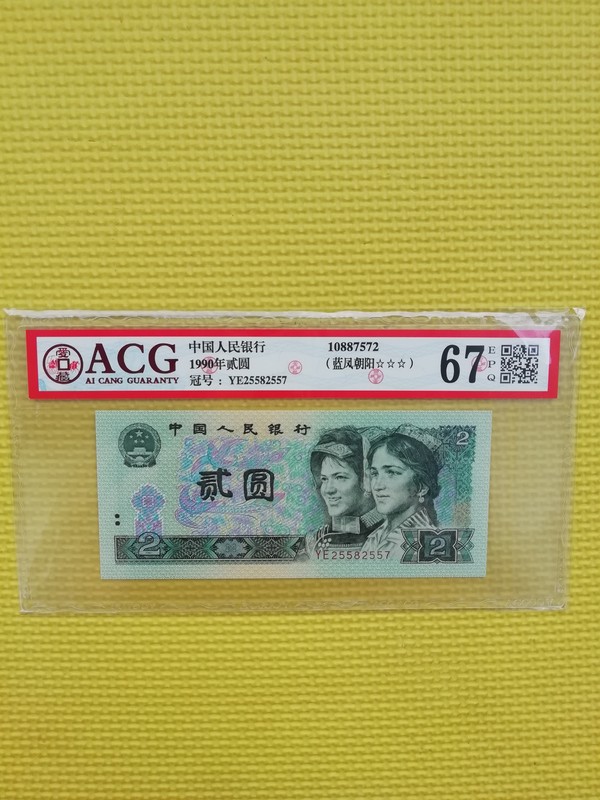 ACG
AI CANG GUARANTY
中国人民银行
1990年贰圆
冠号：YE25582557
10887572
（蓝凤朝阳☆☆☆）
67
EPQ
中国人民银行
贰圆
2
2
2
YE25582557